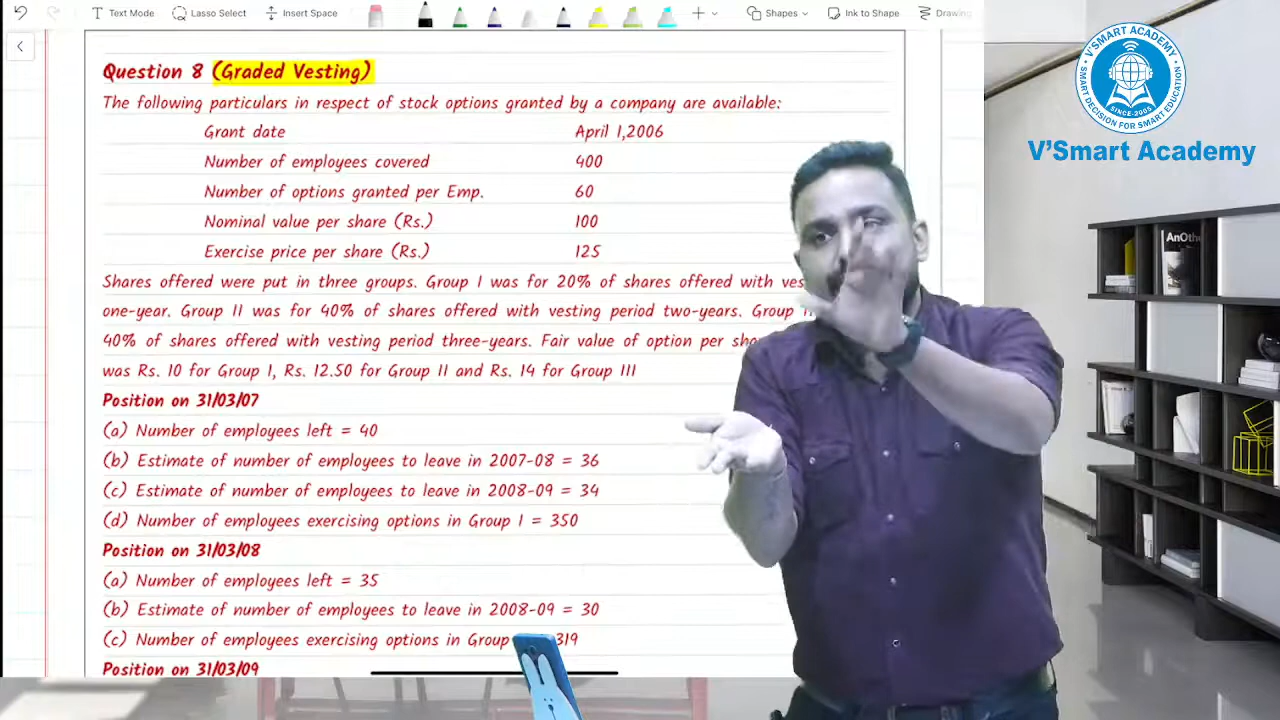 Text Mode Lasso Select Insert Space Shapes Ink to Shape Drawing
Question 8 (Graded Vesting)
The following particulars in respect of stock options granted by a company are available:
Grant date April 1,2006
Number of employees covered 400
Number of options granted per Emp. 60
Nominal value per share (Rs.) 100
Exercise price per share (Rs.) 125
Shares offered were put in three groups. Group I was for 20% of shares offered with
one-year. Group II was for 40% of shares offered with vesting period two-years. Group
40% of shares offered with vesting period three-years. Fair value of option per
was Rs. 10 for Group I, Rs. 12.50 for Group II and Rs. 14 for Group III
Position on 31/03/07
(a) Number of employees left = 40
(b) Estimate of number of employees to leave in 2007-08 = 36
(c) Estimate of number of employees to leave in 2008-09 = 34
(d) Number of employees exercising options in Group I = 350
Position on 31/03/08
(a) Number of employees left = 35
(b) Estimate of number of employees to leave in 2008-09 = 30
(c) Number of employees exercising options in Group 319
Position on 31/03/09
V'SMART ACADEMY
SMART DECISION FOR SMART EDUCATION
SINCE-2005
V'Smart Academy